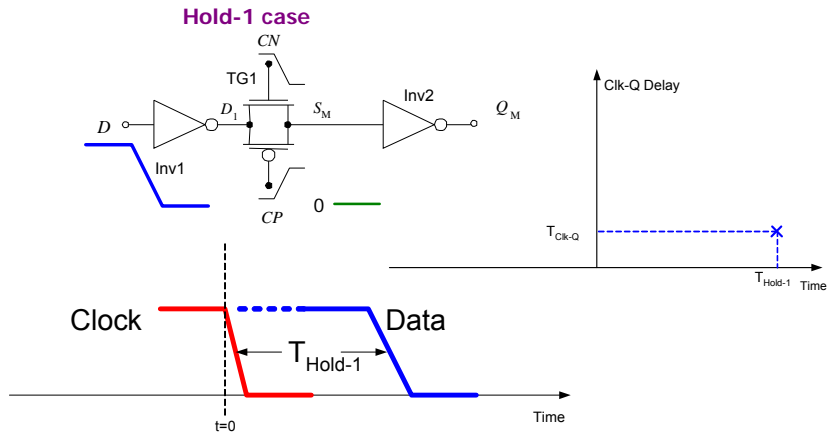 Hold-1 case
CN
TG1
Inv2
D
D1
SM
QM
Inv1
CP
0
Clk-Q Delay
TClk-Q
THold-1
Time
Clock
Data
THold-1
Time
t=0